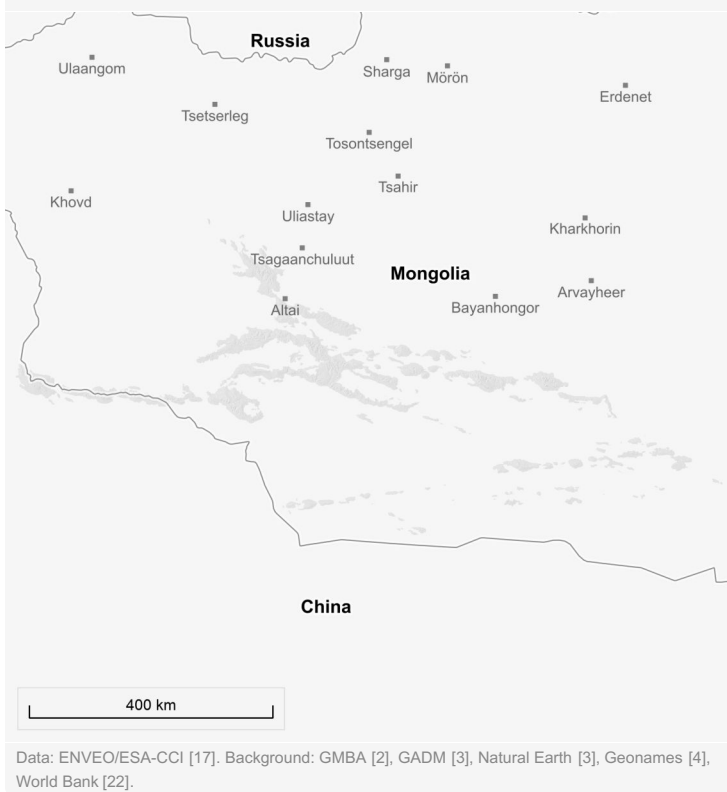 Russia
Ulaangom
Sharga
Mörön
Erdenet
Tsetserleg
Tosontsengel
Tsahir
Khovd
Uliastay
Kharkhorin
Tsagaanchuluut
Mongolia
Arvayheer
Bayanhongor
Altai
China
400 km
Data: ENVEO/ESA-CCI [17]. Background: GMBA [2], GADM [3], Natural Earth [3], Geonames [4],
World Bank [22].